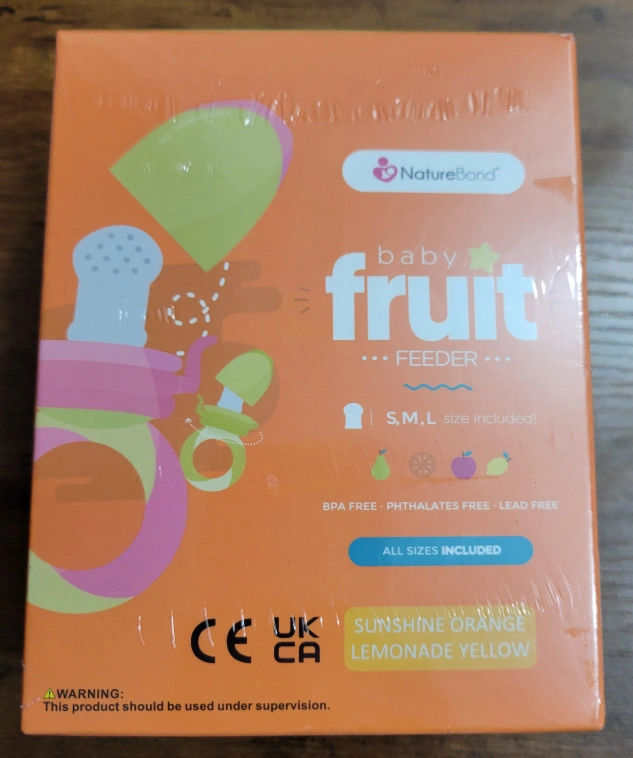 NatureBond™
baby
fruit
FEEDER
S, M, L size included!
BPA FREE · PHTHALATES FREE · LEAD FREE
ALL SIZES INCLUDED
CE UK
CA
SUNSHINE ORANGE
LEMONADE YELLOW
WARNING:
This product should be used under supervision.